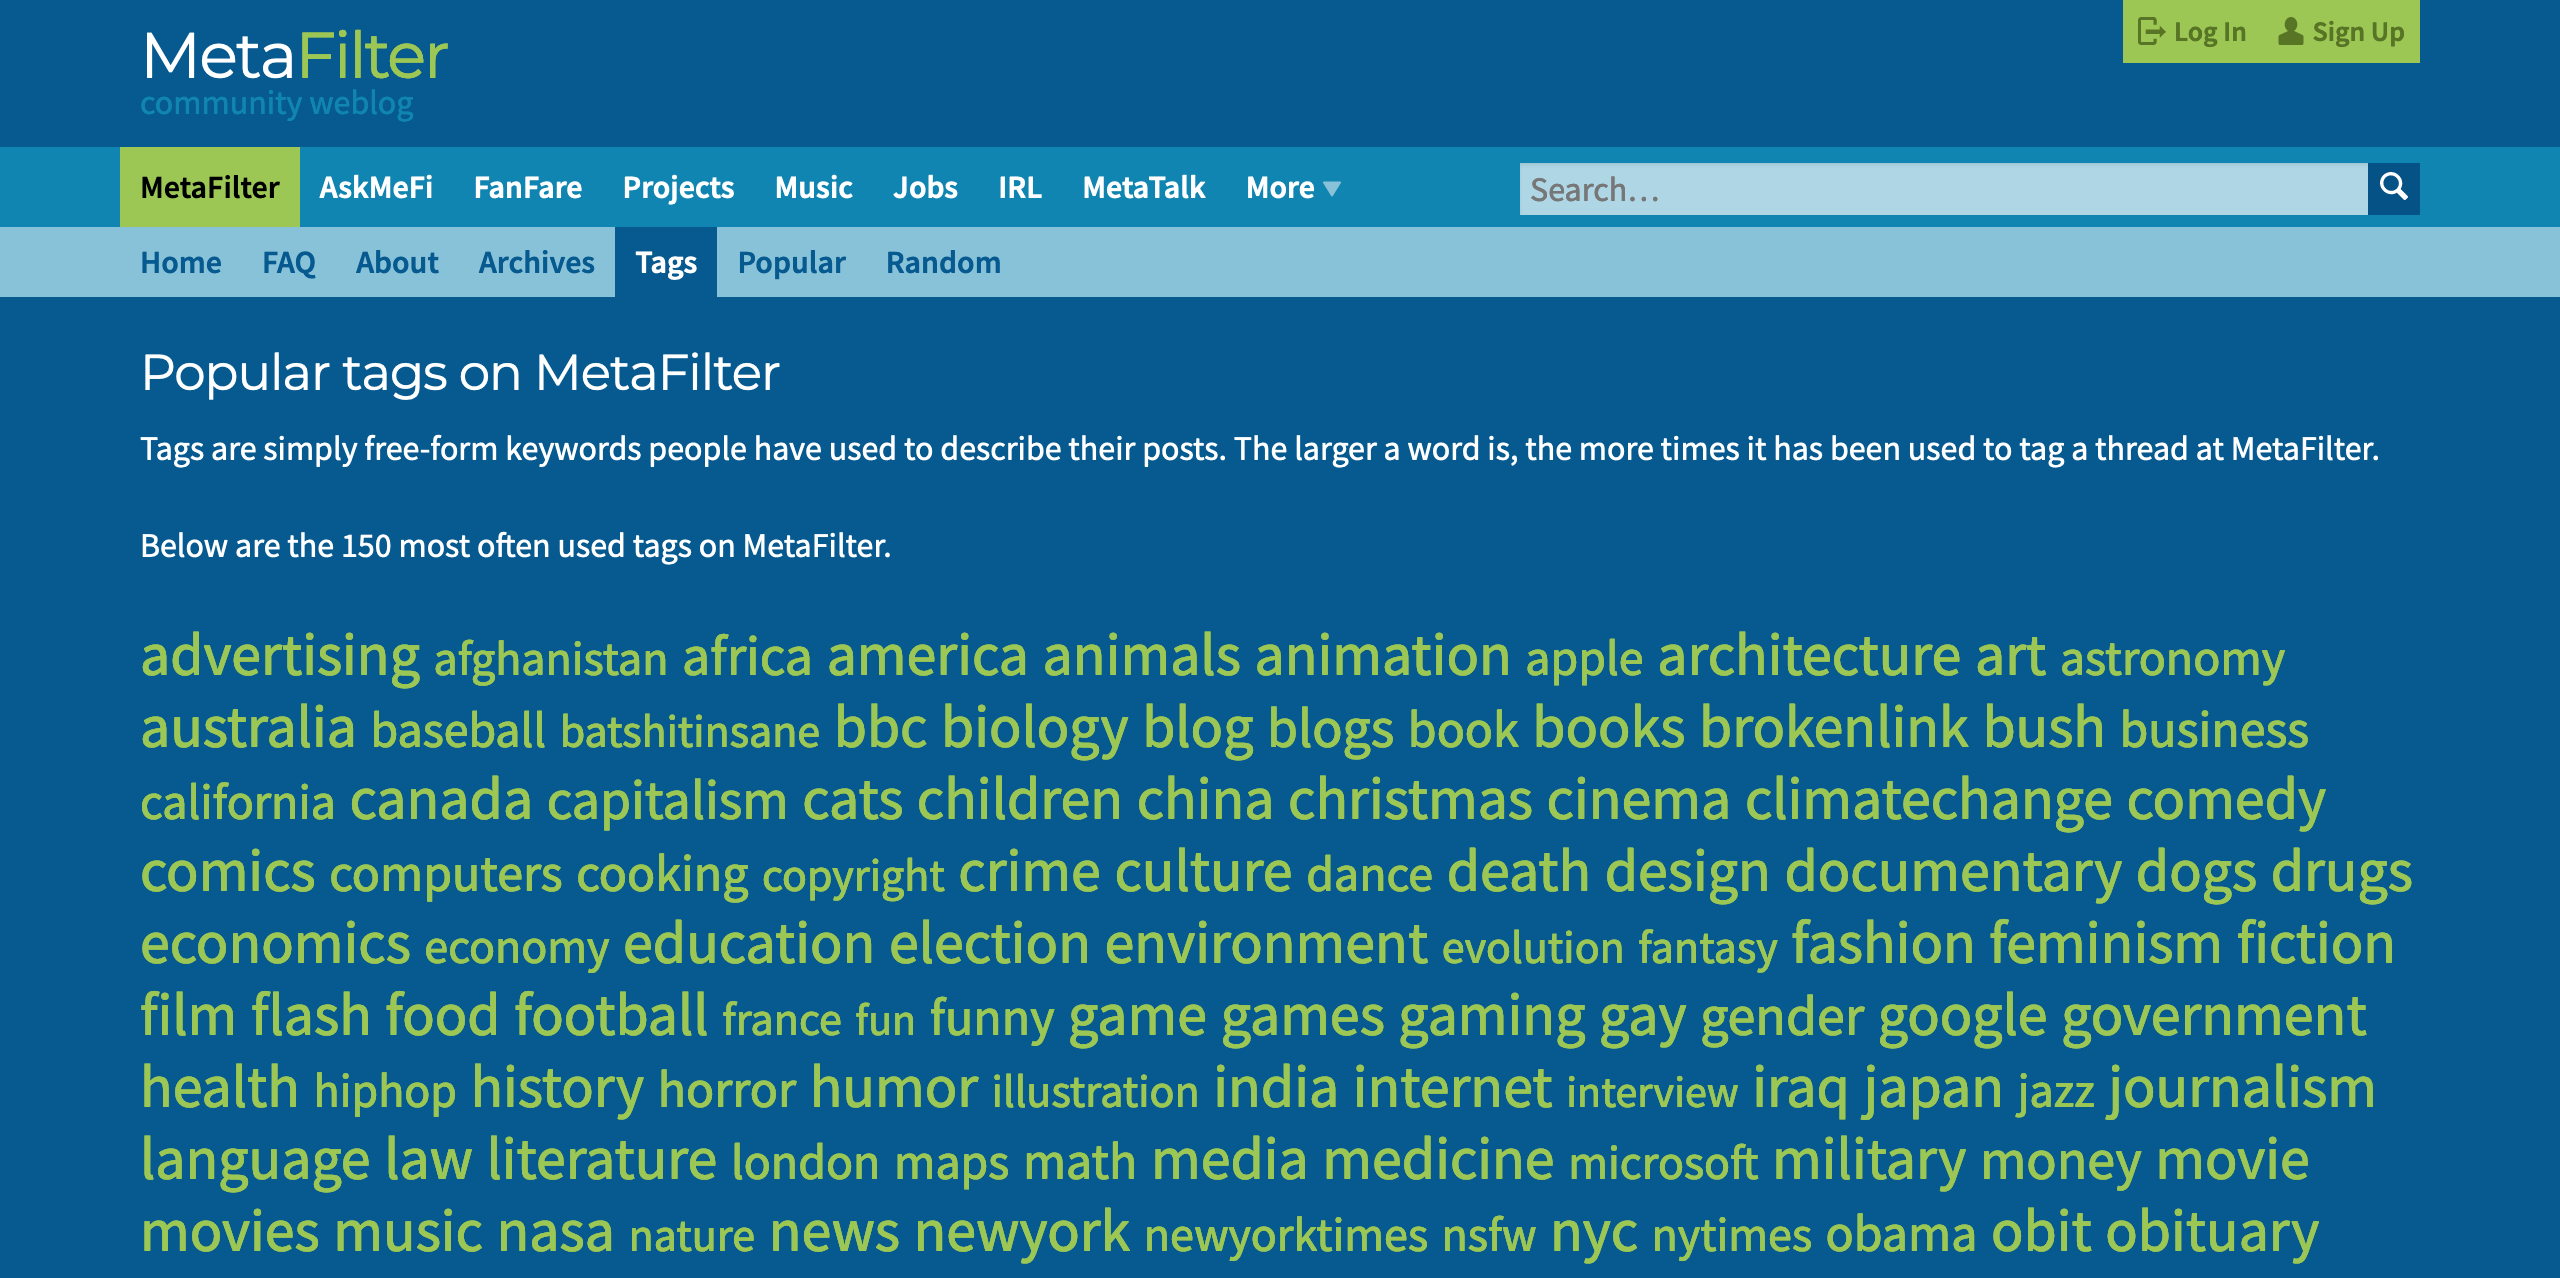 MetaFilter
community weblog
Log In Sign Up
MetaFilter AskMeFi FanFare Projects Music Jobs IRL MetaTalk More
Search…
Home FAQ About Archives Tags Popular Random
Popular tags on MetaFilter
Tags are simply free-form keywords people have used to describe their posts. The larger a word is, the more times it has been used to tag a thread at MetaFilter.
Below are the 150 most often used tags on MetaFilter.
advertising afghanistan africa america animals animation apple architecture art astronomy
australia baseball batshitinsane bbc biology blog blogs book books brokenlink bush business
california canada capitalism cats children china christmas cinema climatechange comedy
comics computers cooking copyright crime culture dance death design documentary dogs drugs
economics economy education election environment evolution fantasy fashion feminism fiction
film flash food football france fun funny game games gaming gay gender google government
health hiphop history horror humor illustration india internet interview iraq japan jazz journalism
language law literature london maps math media medicine microsoft military money movie
movies music nasa nature news newyork newyorktimes nsfw nyc nytimes obama obit obituary